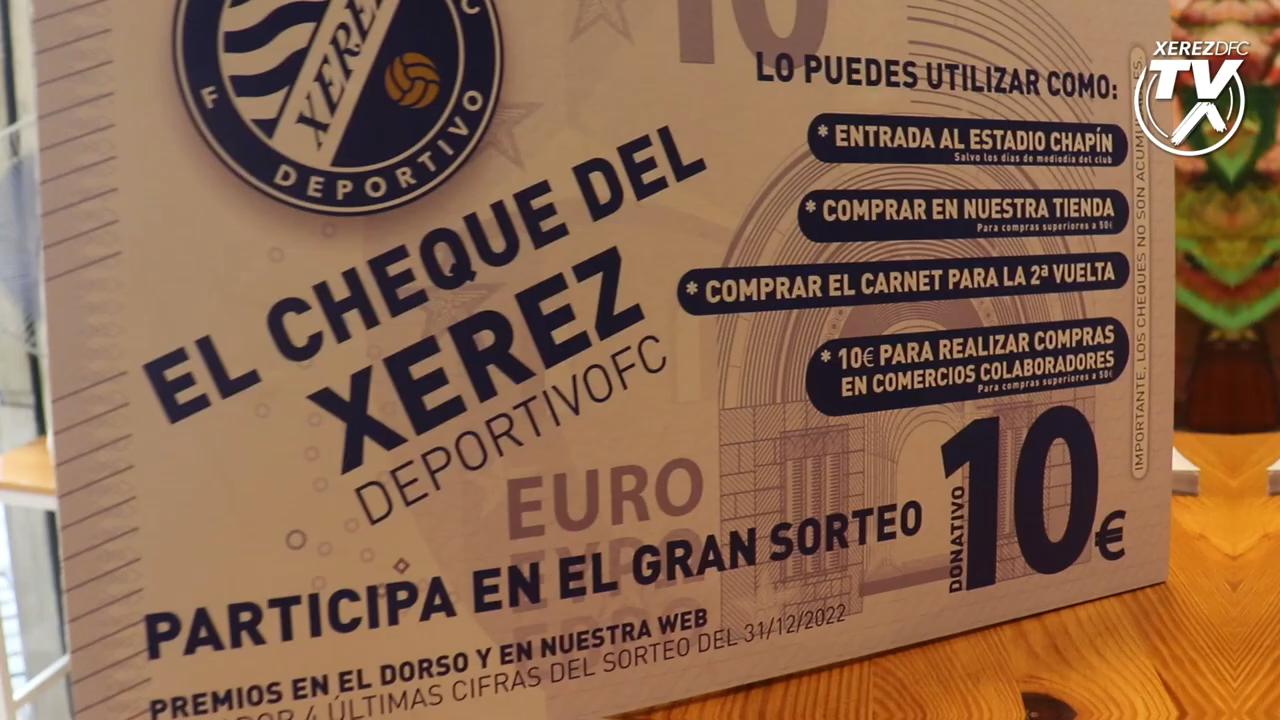 XEREZDFC
TVX
F
XEREZ
C
DEPORTIVO
10
LO PUEDES UTILIZAR COMO:
* ENTRADA AL ESTADIO CHAPÍN
Salvo los días de mediodía del club
* COMPRAR EN NUESTRA TIENDA
Para compras superiores a 50€
* COMPRAR EL CARNET PARA LA 2ª VUELTA
* 10€ PARA REALIZAR COMPRAS
EN COMERCIOS COLABORADORES
Para compras superiores a 50€
IMPORTANTE, LOS CHEQUES NO SON
EL CHEQUE DEL
XEREZ
DEPORTIVOFC
EURO
PARTICIPA EN EL GRAN SORTEO
DONATIVO
10€
PREMIOS EN EL DORSO Y EN NUESTRA WEB
4 ÚLTIMAS CIFRAS DEL SORTEO DEL 31/12/2022